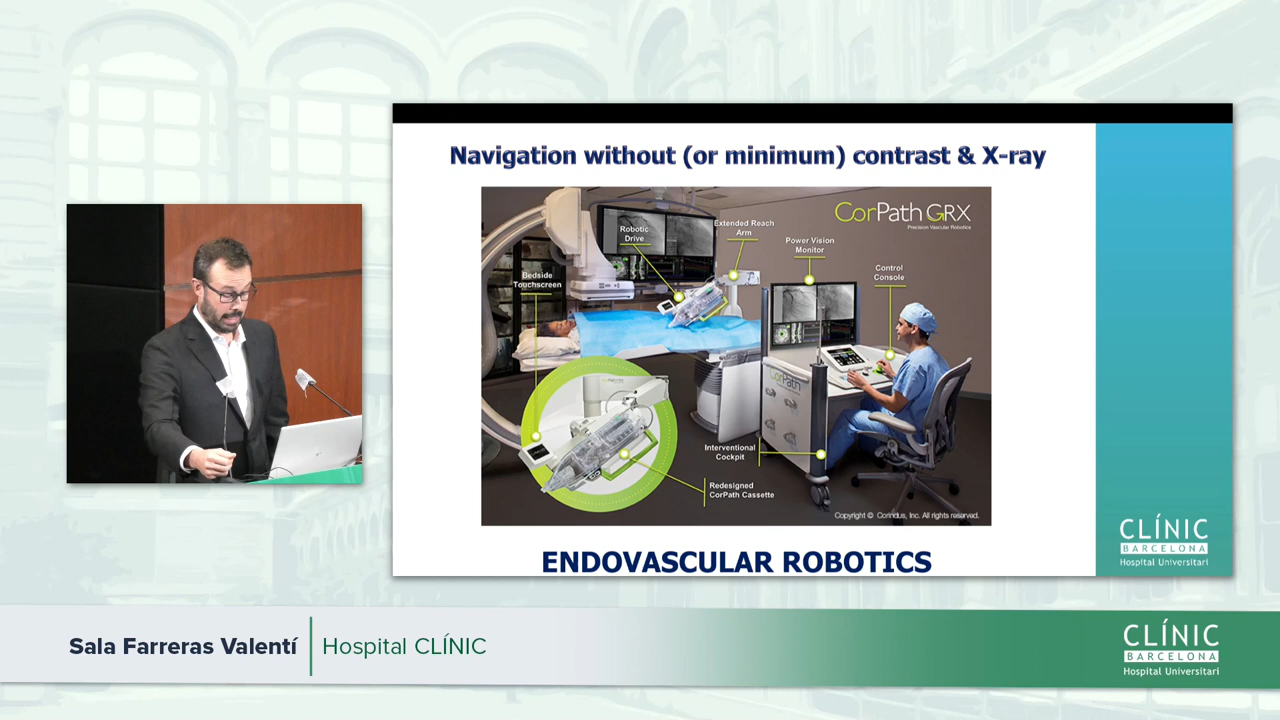 Navigation without (or minimum) contrast & X-ray
CorPath GRX
Precision Vascular Robotics
Robotic
Drive
Extended Reach
Arm
Power Vision
Monitor
Control
Console
Bedside
Touchscreen
CorPath
Interventional
Cockpit
Redesigned
CorPath Cassette
Copyright © Corindus, Inc. All rights reserved.
ENDOVASCULAR ROBOTICS
CLÍNIC
BARCELONA
Hospital Universitari
Sala Farreras Valentí
Hospital CLÍNIC
CLÍNIC
BARCELONA
Hospital Universitari